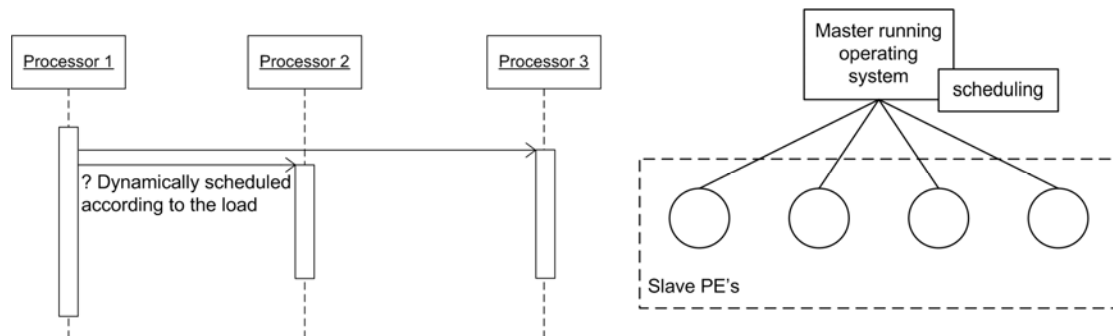 Processor 1
Processor 2
Processor 3
? Dynamically scheduled
according to the load
Master running
operating
system
scheduling
Slave PE's